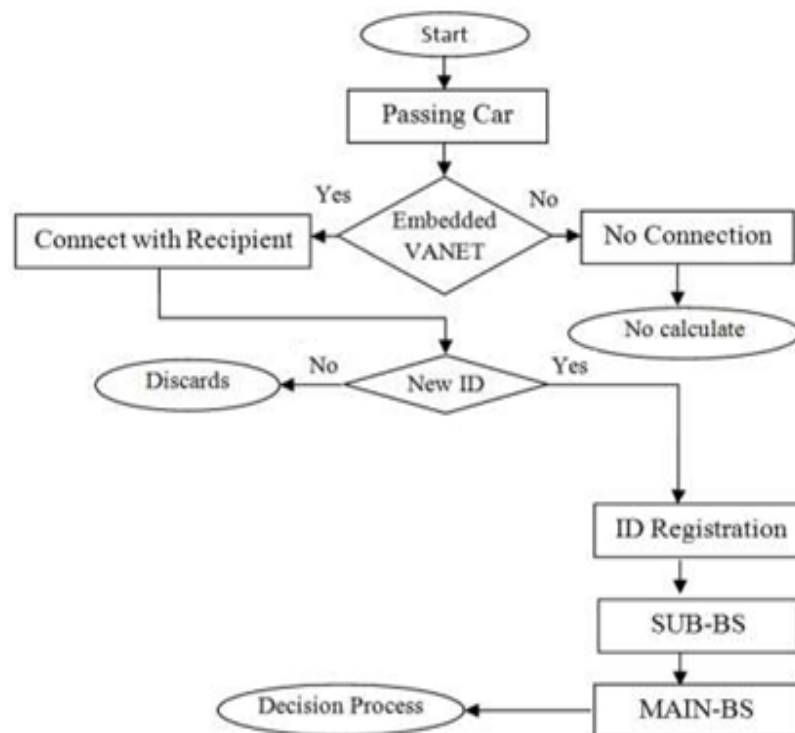 Start
Passing Car
Yes
No
Embedded
VANET
Connect with Recipient
No Connection
No calculate
No
Yes
Discards
New ID
ID Registration
SUB-BS
Decision Process
MAIN-BS